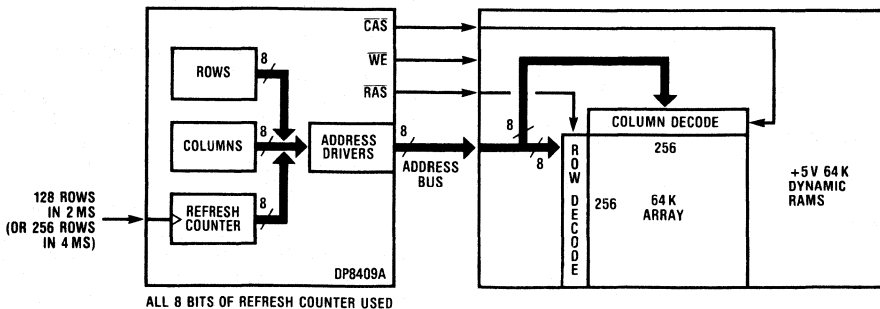 CAS
WE
RAS
ROWS
8
COLUMNS
8
REFRESH
COUNTER
8
ADDRESS
DRIVERS
8
ADDRESS
BUS
128 ROWS
IN 2 MS
(OR 256 ROWS
IN 4 MS)
DP8409A
ALL 8 BITS OF REFRESH COUNTER USED
8
8
COLUMN DECODE
ROW DECODE
256
256
64K
ARRAY
+5V 64K
DYNAMIC
RAMS